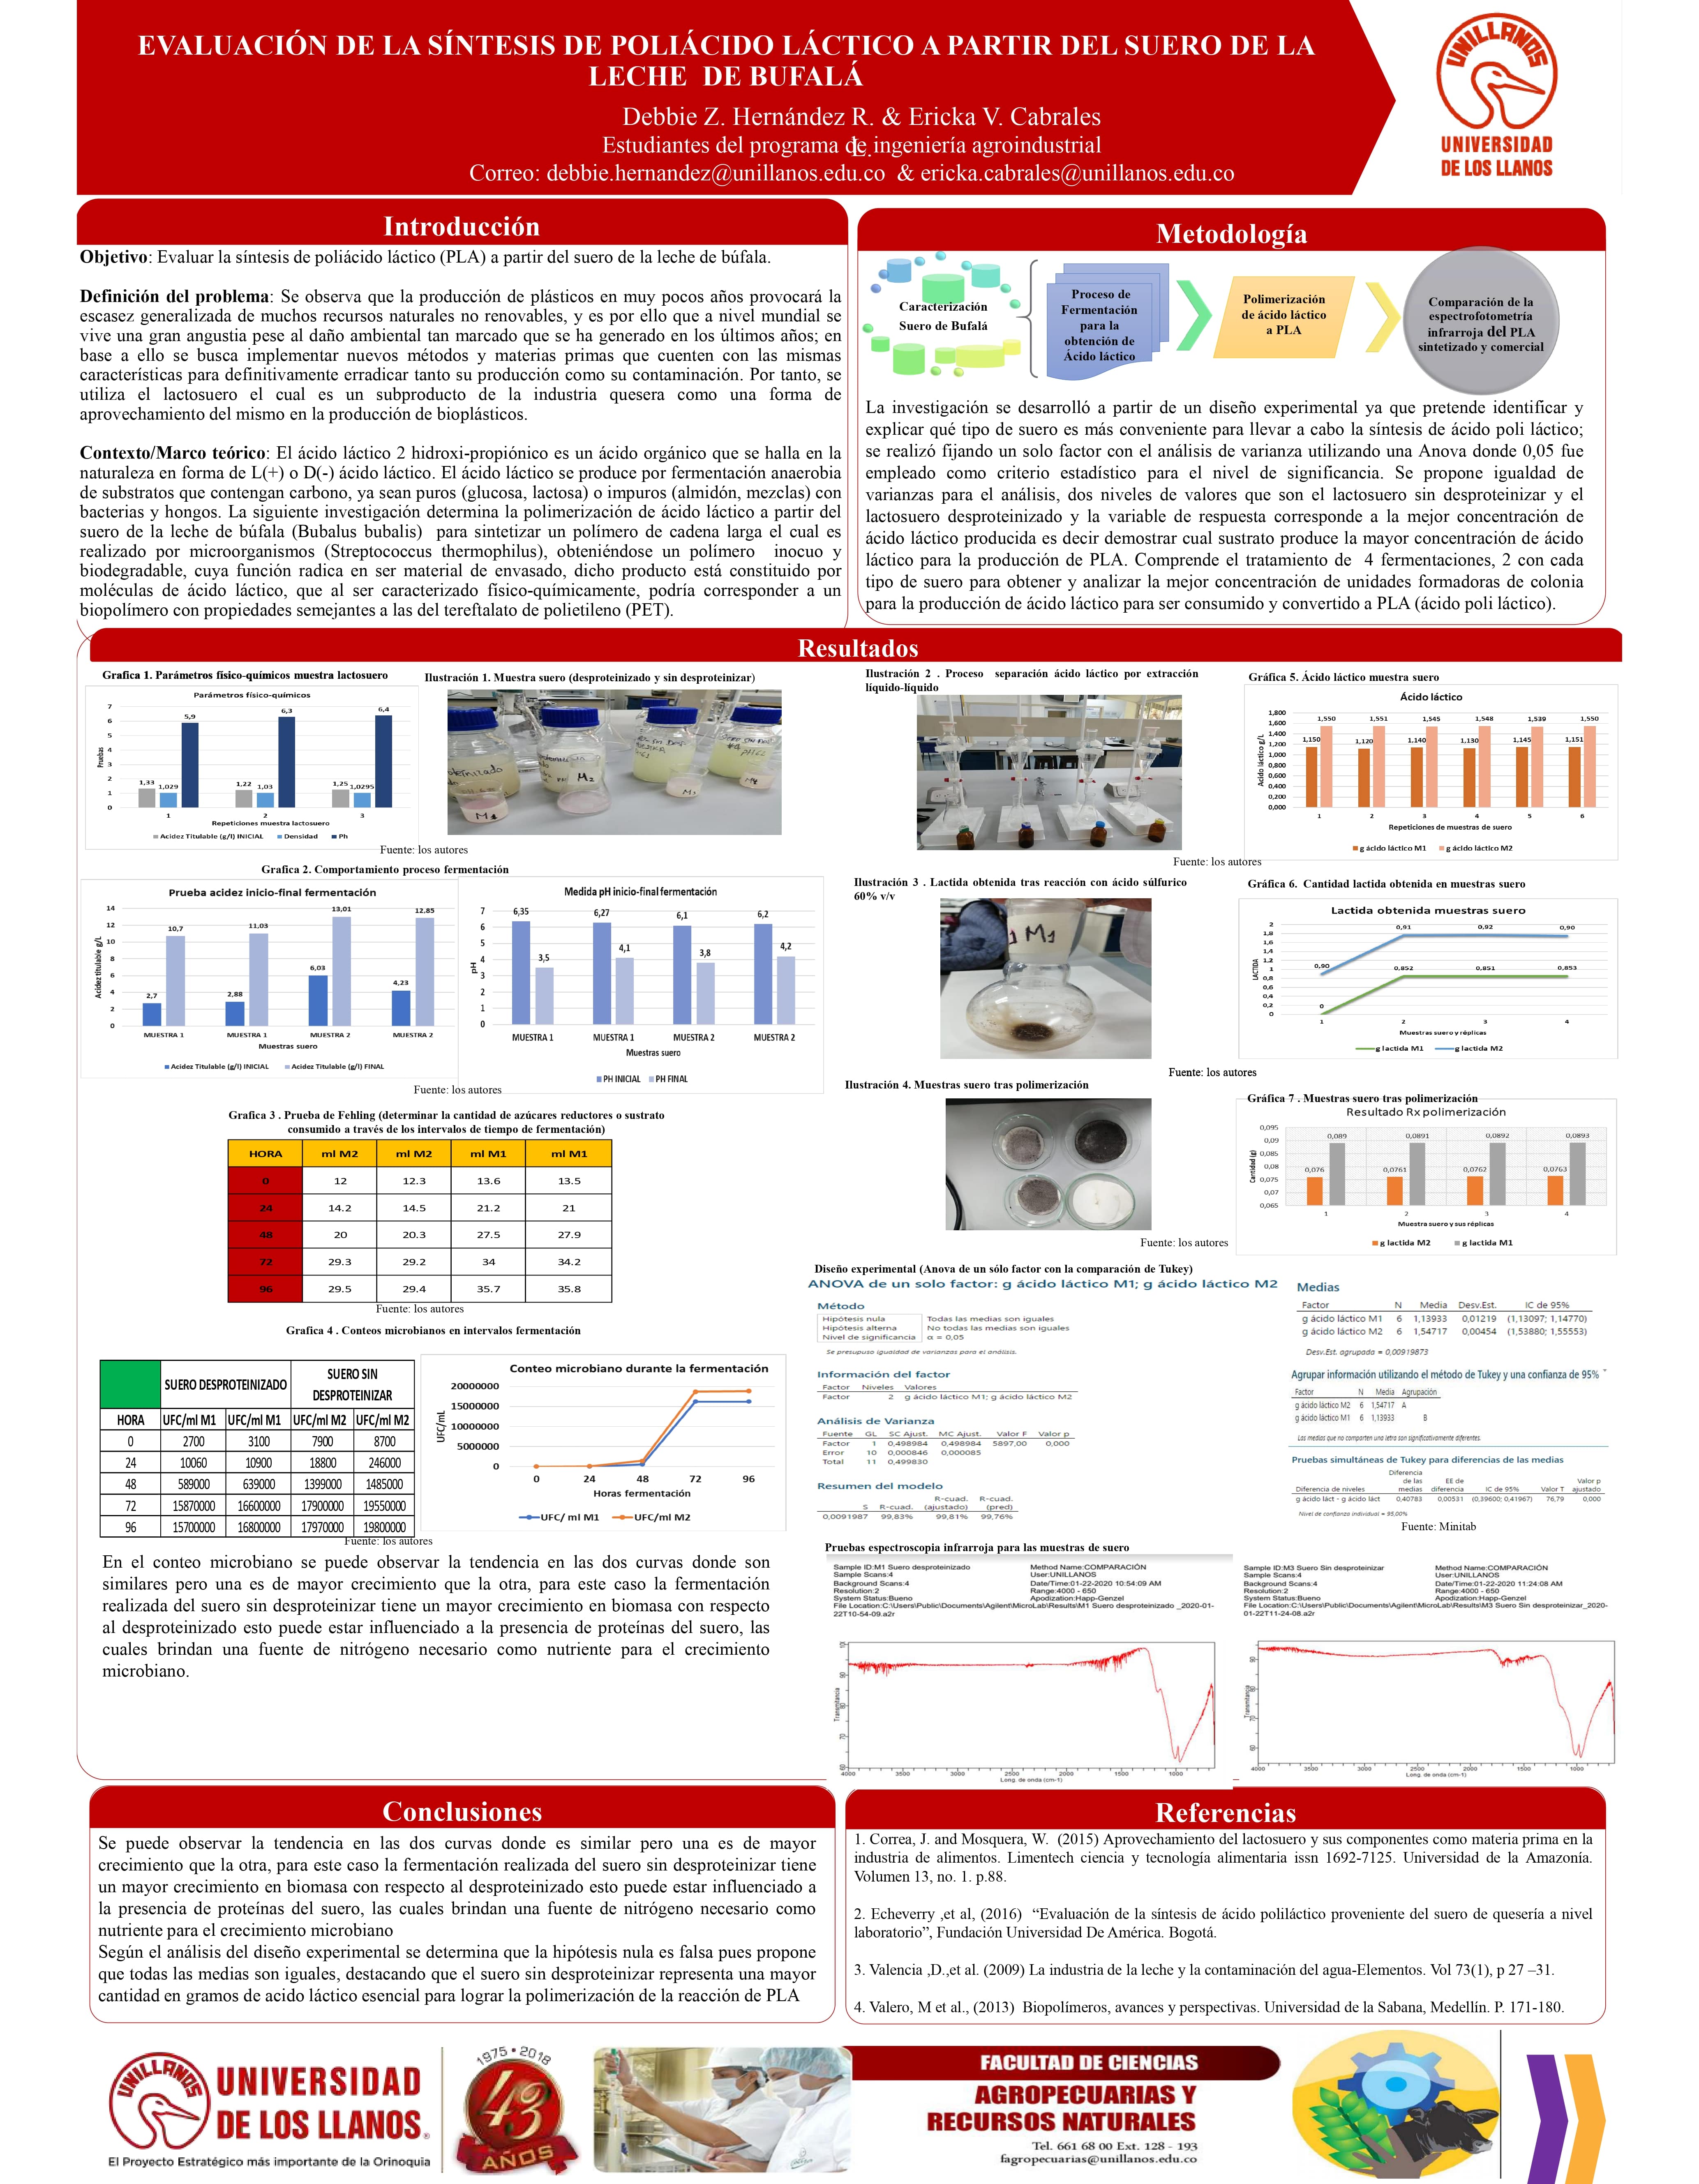 EVALUACIÓN DE LA SÍNTESIS DE POLIÁCIDO LÁCTICO A PARTIR DEL SUERO DE LA
LECHE DE BUFALÁ
Debbie Z. Hernández R. & Ericka V. Cabrales
L.
Estudiantes del programa de ingeniería agroindustrial
Correo: debbie.hernandez@unillanos.edu.co & ericka.cabrales@unillanos.edu.co
UNILLANOS
UNIVERSIDAD
DE LOS LLANOS
Introducción
Objetivo: Evaluar la síntesis de poliácido láctico (PLA) a partir del suero de la leche de búfala.
Definición del problema: Se observa que la producción de plásticos en muy pocos años provocará la
escasez generalizada de muchos recursos naturales no renovables, y es por ello que a nivel mundial se
vive una gran angustia pese al daño ambiental tan marcado que se ha generado en los últimos años; en
base a ello se busca implementar nuevos métodos y materias primas que cuenten con las mismas
características para definitivamente erradicar tanto su producción como su contaminación. Por tanto, se
utiliza el lactosuero el cual es un subproducto de la industria quesera como una forma de
aprovechamiento del mismo en la producción de bioplásticos.
Contexto/Marco teórico: El ácido láctico 2 hidroxi-propiónico es un ácido orgánico que se halla en la
naturaleza en forma de L(+) o D(-) ácido láctico. El ácido láctico se produce por fermentación anaerobia
de substratos que contengan carbono, ya sean puros (glucosa, lactosa) o impuros (almidón, mezclas) con
bacterias y hongos. La siguiente investigación determina la polimerización de ácido láctico a partir del
suero de la leche de búfala (Bubalus bubalis) para sintetizar un polímero de cadena larga el cual es
realizado por microorganismos (Streptococcus thermophilus), obteniéndose un polímero inocuo y
biodegradable, cuya función radica en ser material de envasado, dicho producto está constituido por
moléculas de ácido láctico, que al ser caracterizado físico-químicamente, podría corresponder a un
biopolímero con propiedades semejantes a las del tereftalato de polietileno (PET).
Metodología
Caracterización
Suero de Bufalá
Proceso de
Fermentación
para la
obtención de
Ácido láctico
Polimerización
de ácido láctico
a PLA
Comparación de la
espectrofotometría
infrarroja del PLA
sintetizado y comercial
La investigación se desarrolló a partir de un diseño experimental ya que pretende identificar y
explicar qué tipo de suero es más conveniente para llevar a cabo la síntesis de ácido poli láctico;
se realizó fijando un solo factor con el análisis de varianza utilizando una Anova donde 0,05 fue
empleado como criterio estadístico para el nivel de significancia. Se propone igualdad de
varianzas para el análisis, dos niveles de valores que son el lactosuero sin desproteinizar y el
lactosuero desproteinizado y la variable de respuesta corresponde a la mejor concentración de
ácido láctico producida es decir demostrar cual sustrato produce la mayor concentración de ácido
láctico para la producción de PLA. Comprende el tratamiento de 4 fermentaciones, 2 con cada
tipo de suero para obtener y analizar la mejor concentración de unidades formadoras de colonia
para la producción de ácido láctico para ser consumido y convertido a PLA (ácido poli láctico).
Resultados
Grafica 1. Parámetros físico-químicos muestra lactosuero
Parámetros físico-químicos
Pruebas
7
6
5
4
3
2
1
0
1,33 1,029 5,9
1,22 1,03 6,3
1,25 1,0295 6,4
1 2 3
Repeticiones muestra lactosuero
Acidez Titulable (g/l) INICIAL Densidad Ph
Ilustración 1. Muestra suero (desproteinizado y sin desproteinizar)
M1
M2
M3
Fuente: los autores
Grafica 2. Comportamiento proceso fermentación
Prueba acidez inicio-final fermentación
Acidez titulable g/L
14
12
10
8
6
4
2
0
2,7 10,7
2,88 11,03
6,03 13,01
4,23 12,85
MUESTRA 1 MUESTRA 1 MUESTRA 2 MUESTRA 2
Muestras suero
Acidez Titulable (g/l) INICIAL Acidez Titulable (g/l) FINAL
Medida pH inicio-final fermentación
pH
7
6
5
4
3
2
1
0
6,35 3,5
6,27 4,1
6,1 3,8
6,2 4,2
MUESTRA 1 MUESTRA 1 MUESTRA 2 MUESTRA 2
Muestras suero
PH INICIAL PH FINAL
Fuente: los autores
Grafica 3 . Prueba de Fehling (determinar la cantidad de azúcares reductores o sustrato
consumido a través de los intervalos de tiempo de fermentación)
HORA ml M2 ml M2 ml M1 ml M1
0 12 12.3 13.6 13.5
24 14.2 14.5 21.2 21
48 20 20.3 27.5 27.9
72 29.3 29.2 34 34.2
96 29.5 29.4 35.7 35.8
Fuente: los autores
Grafica 4 . Conteos microbianos en intervalos fermentación
SUERO DESPROTEINIZADO SUERO SIN
DESPROTEINIZAR
HORA UFC/ml M1 UFC/ml M1 UFC/ml M2 UFC/ml M2
0 2700 3100 7900 8700
24 10060 10900 18800 246000
48 589000 639000 1399000 1485000
72 15870000 16600000 17900000 19550000
96 15700000 16800000 17970000 19800000
Conteo microbiano durante la fermentación
UFC/mL
20000000
15000000
10000000
5000000
0
0 24 48 72 96
Horas fermentación
UFC/ ml M1 UFC/ml M2
Fuente: los autores
En el conteo microbiano se puede observar la tendencia en las dos curvas donde son
similares pero una es de mayor crecimiento que la otra, para este caso la fermentación
realizada del suero sin desproteinizar tiene un mayor crecimiento en biomasa con respecto
al desproteinizado esto puede estar influenciado a la presencia de proteínas del suero, las
cuales brindan una fuente de nitrógeno necesario como nutriente para el crecimiento
microbiano.
Ilustración 2 . Proceso separación ácido láctico por extracción
líquido-líquido
Gráfica 5. Ácido láctico muestra suero
Ácido láctico
Acido láctico g/L
1,800
1,600
1,400
1,200
1,000
0,800
0,600
0,400
0,200
0,000
1,150 1,550
1,120 1,551
1,140 1,545
1,130 1,548
1,145 1,539
1,151 1,550
1 2 3 4 5 6
Repeticiones de muestras de suero
g ácido láctico M1 g ácido láctico M2
Fuente: los autores
Ilustración 3 . Lactida obtenida tras reacción con ácido súlfurico
60% v/v
M1
Gráfica 6. Cantidad lactida obtenida en muestras suero
Lactida obtenida muestras suero
LACTIDA
2
1,8
1,6
1,4
1,2
1
0,8
0,6
0,4
0,2
0
0,90 0,91 0,92 0,90
0 0,852 0,851 0,853
1 2 3 4
Muestras suero y réplicas
g lactida M1 g lactida M2
Fuente: los autores
Ilustración 4. Muestras suero tras polimerización
Gráfica 7 . Muestras suero tras polimerización
Resultado Rx polimerización
Cantidad (g)
0,095
0,09
0,085
0,08
0,075
0,07
0,065
0,076 0,089
0,0761 0,0891
0,0762 0,0892
0,0763 0,0893
1 2 3 4
Muestra suero y sus réplicas
g lactida M2 g lactida M1
Fuente: los autores
Diseño experimental (Anova de un sólo factor con la comparación de Tukey)
ANOVA de un solo factor: g ácido láctico M1; g ácido láctico M2
Método
Hipótesis nula Todas las medias son iguales
Hipótesis alterna No todas las medias son iguales
Nivel de significancia α = 0,05
Se presupuso igualdad de varianzas para el análisis.
Información del factor
Factor Niveles Valores
Factor 2 g ácido láctico M1; g ácido láctico M2
Análisis de Varianza
Fuente GL SC Ajust. MC Ajust. Valor F Valor p
Factor 1 0,498984 0,498984 5897,00 0,000
Error 10 0,000846 0,000085
Total 11 0,499830
Resumen del modelo
R-cuad. R-cuad.
S R-cuad. (ajustado) (pred)
0,0091987 99,83% 99,81% 99,76%
Medias
Factor N Media Desv.Est. IC de 95%
g ácido láctico M1 6 1,13933 0,01219 (1,13097; 1,14770)
g ácido láctico M2 6 1,54717 0,00454 (1,53880; 1,55553)
Desv.Est. agrupada = 0,00919873
Agrupar información utilizando el método de Tukey y una confianza de 95%
Factor N Media Agrupación
g ácido láctico M2 6 1,54717 A
g ácido láctico M1 6 1,13933 B
Las medias que no comparten una letra son significativamente diferentes.
Pruebas simultáneas de Tukey para diferencias de las medias
Diferencia
de las EE de Valor p
Diferencia de niveles medias diferencia IC de 95% Valor T ajustado
g ácido láct - g ácido láct 0,40783 0,00531 (0,39600; 0,41967) 76,79 0,000
Nivel de confianza individual = 95,00%
Fuente: Minitab
Pruebas espectroscopia infrarroja para las muestras de suero
Sample ID:M1 Suero desproteinizado Method Name:COMPARACIÓN
Sample Scans:4 User:UNILLANOS
Background Scans:4 Date/Time:01-22-2020 10:54:09 AM
Resolution:2 Range:4000 - 650
System Status:Bueno Apodization:Happ-Genzel
File Location:C:\Users\Public\Documents\Agilent\MicroLab\Results\M1 Suero desproteinizado _2020-01-
22T10-54-09.a2r
Transmitancia
100 90 80 70 60
4000 3500 3000 2500 2000 1500 1000
Long. de onda (cm-1)
Sample ID:M3 Suero Sin desproteinizar Method Name:COMPARACIÓN
Sample Scans:4 User:UNILLANOS
Background Scans:4 Date/Time:01-22-2020 11:24:08 AM
Resolution:2 Range:4000 - 650
System Status:Bueno Apodization:Happ-Genzel
File Location:C:\Users\Public\Documents\Agilent\MicroLab\Results\M3 Suero Sin desproteinizar_2020-
01-22T11-24-08.a2r
Transmitancia
90 80 70 60
4000 3500 3000 2500 2000 1500 1000
Long. de onda (cm-1)
Conclusiones
Se puede observar la tendencia en las dos curvas donde es similar pero una es de mayor
crecimiento que la otra, para este caso la fermentación realizada del suero sin desproteinizar tiene
un mayor crecimiento en biomasa con respecto al desproteinizado esto puede estar influenciado a
la presencia de proteínas del suero, las cuales brindan una fuente de nitrógeno necesario como
nutriente para el crecimiento microbiano
Según el análisis del diseño experimental se determina que la hipótesis nula es falsa pues propone
que todas las medias son iguales, destacando que el suero sin desproteinizar representa una mayor
cantidad en gramos de acido láctico esencial para lograr la polimerización de la reacción de PLA
Referencias
1. Correa, J. and Mosquera, W. (2015) Aprovechamiento del lactosuero y sus componentes como materia prima en la
industria de alimentos. Limentech ciencia y tecnología alimentaria issn 1692-7125. Universidad de la Amazonía.
Volumen 13, no. 1. p.88.
2. Echeverry ,et al, (2016) “Evaluación de la síntesis de ácido poliláctico proveniente del suero de quesería a nivel
laboratorio”, Fundación Universidad De América. Bogotá.
3. Valencia ,D.,et al. (2009) La industria de la leche y la contaminación del agua-Elementos. Vol 73(1), p 27 –31.
4. Valero, M et al., (2013) Biopolímeros, avances y perspectivas. Universidad de la Sabana, Medellín. P. 171-180.
UNILLANOS
UNIVERSIDAD
DE LOS LLANOS®
El Proyecto Estratégico más importante de la Orinoquia
1975 • 2018
43
AÑOS
FACULTAD DE CIENCIAS
AGROPECUARIAS Y
RECURSOS NATURALES
Tel. 661 68 00 Ext. 128 - 193
fagropecuarias@unillanos.edu.co